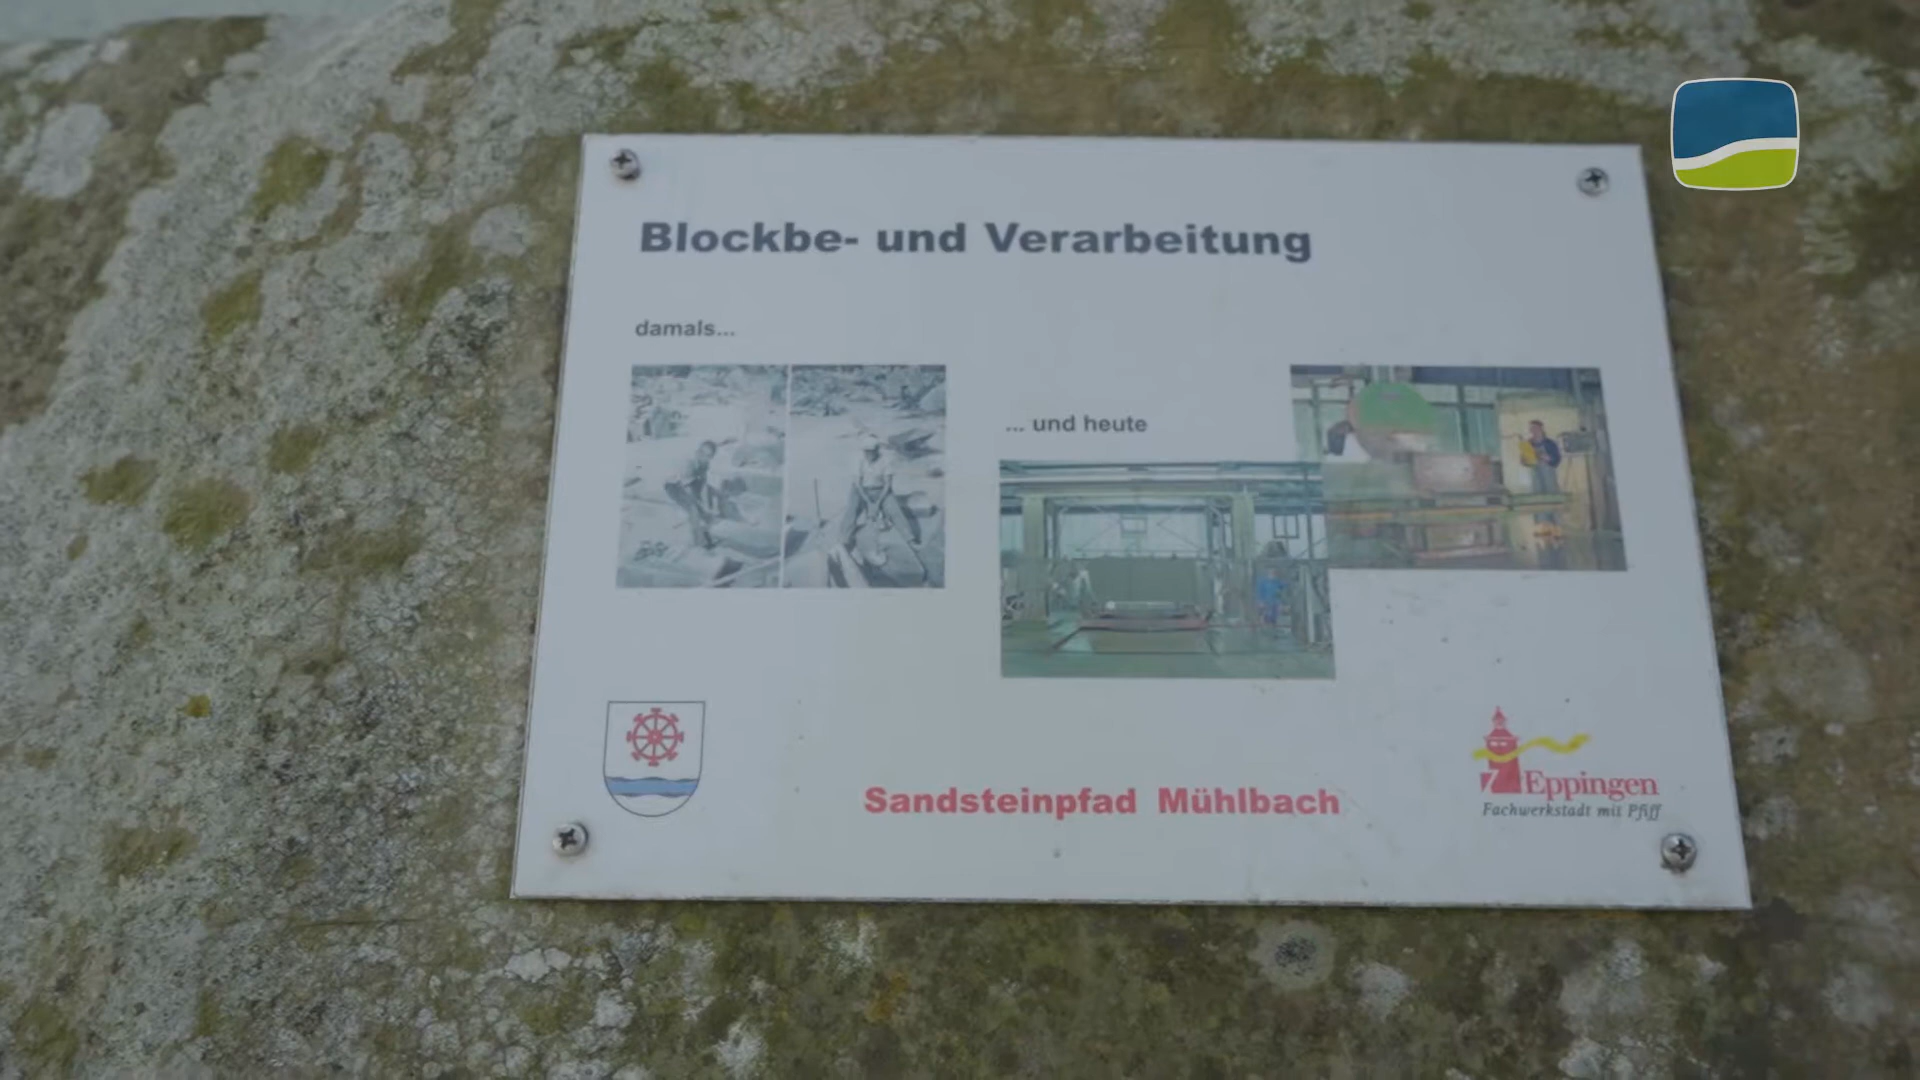 Blockbe- und Verarbeitung
damals...
... und heute
Sandsteinpfad Mühlbach
Eppingen
Fachwerkstadt mit Pfiff